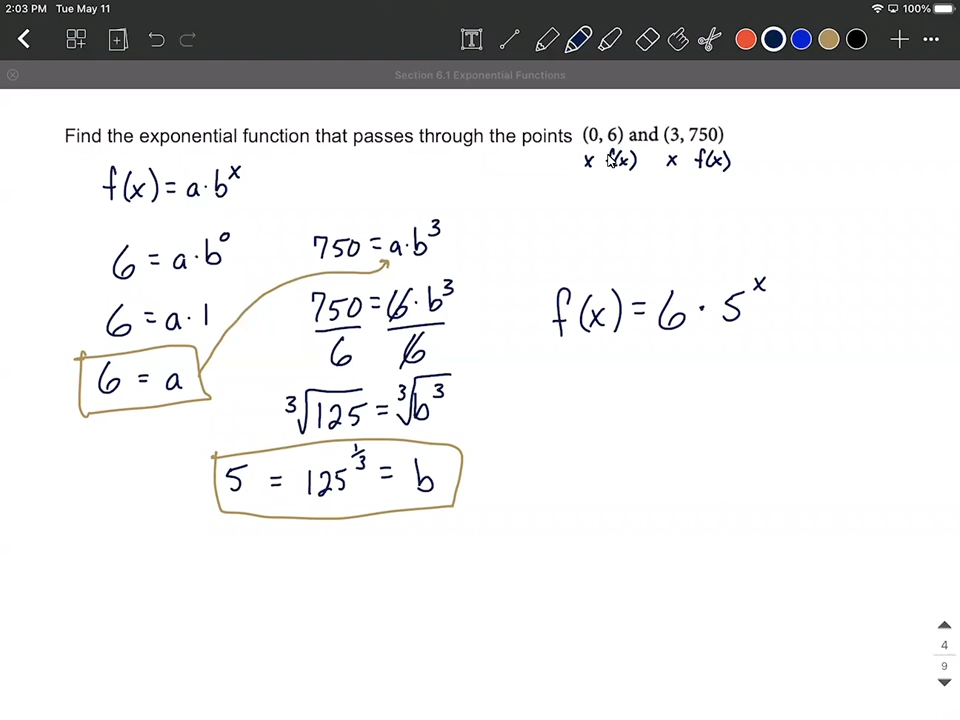 2:03 PM Tue May 11 100%
Section 6.1 Exponential Functions
Find the exponential function that passes through the points (0, 6) and (3, 750)
x f(x) x f(x)
f(x) = a·b^x
6 = a·b^0
6 = a·1
6 = a
750 = a·b^3
750 = 6·b^3
6 6
∛125 = ∛b^3
5 = 125^1/3 = b
f(x) = 6 · 5^x
4
9